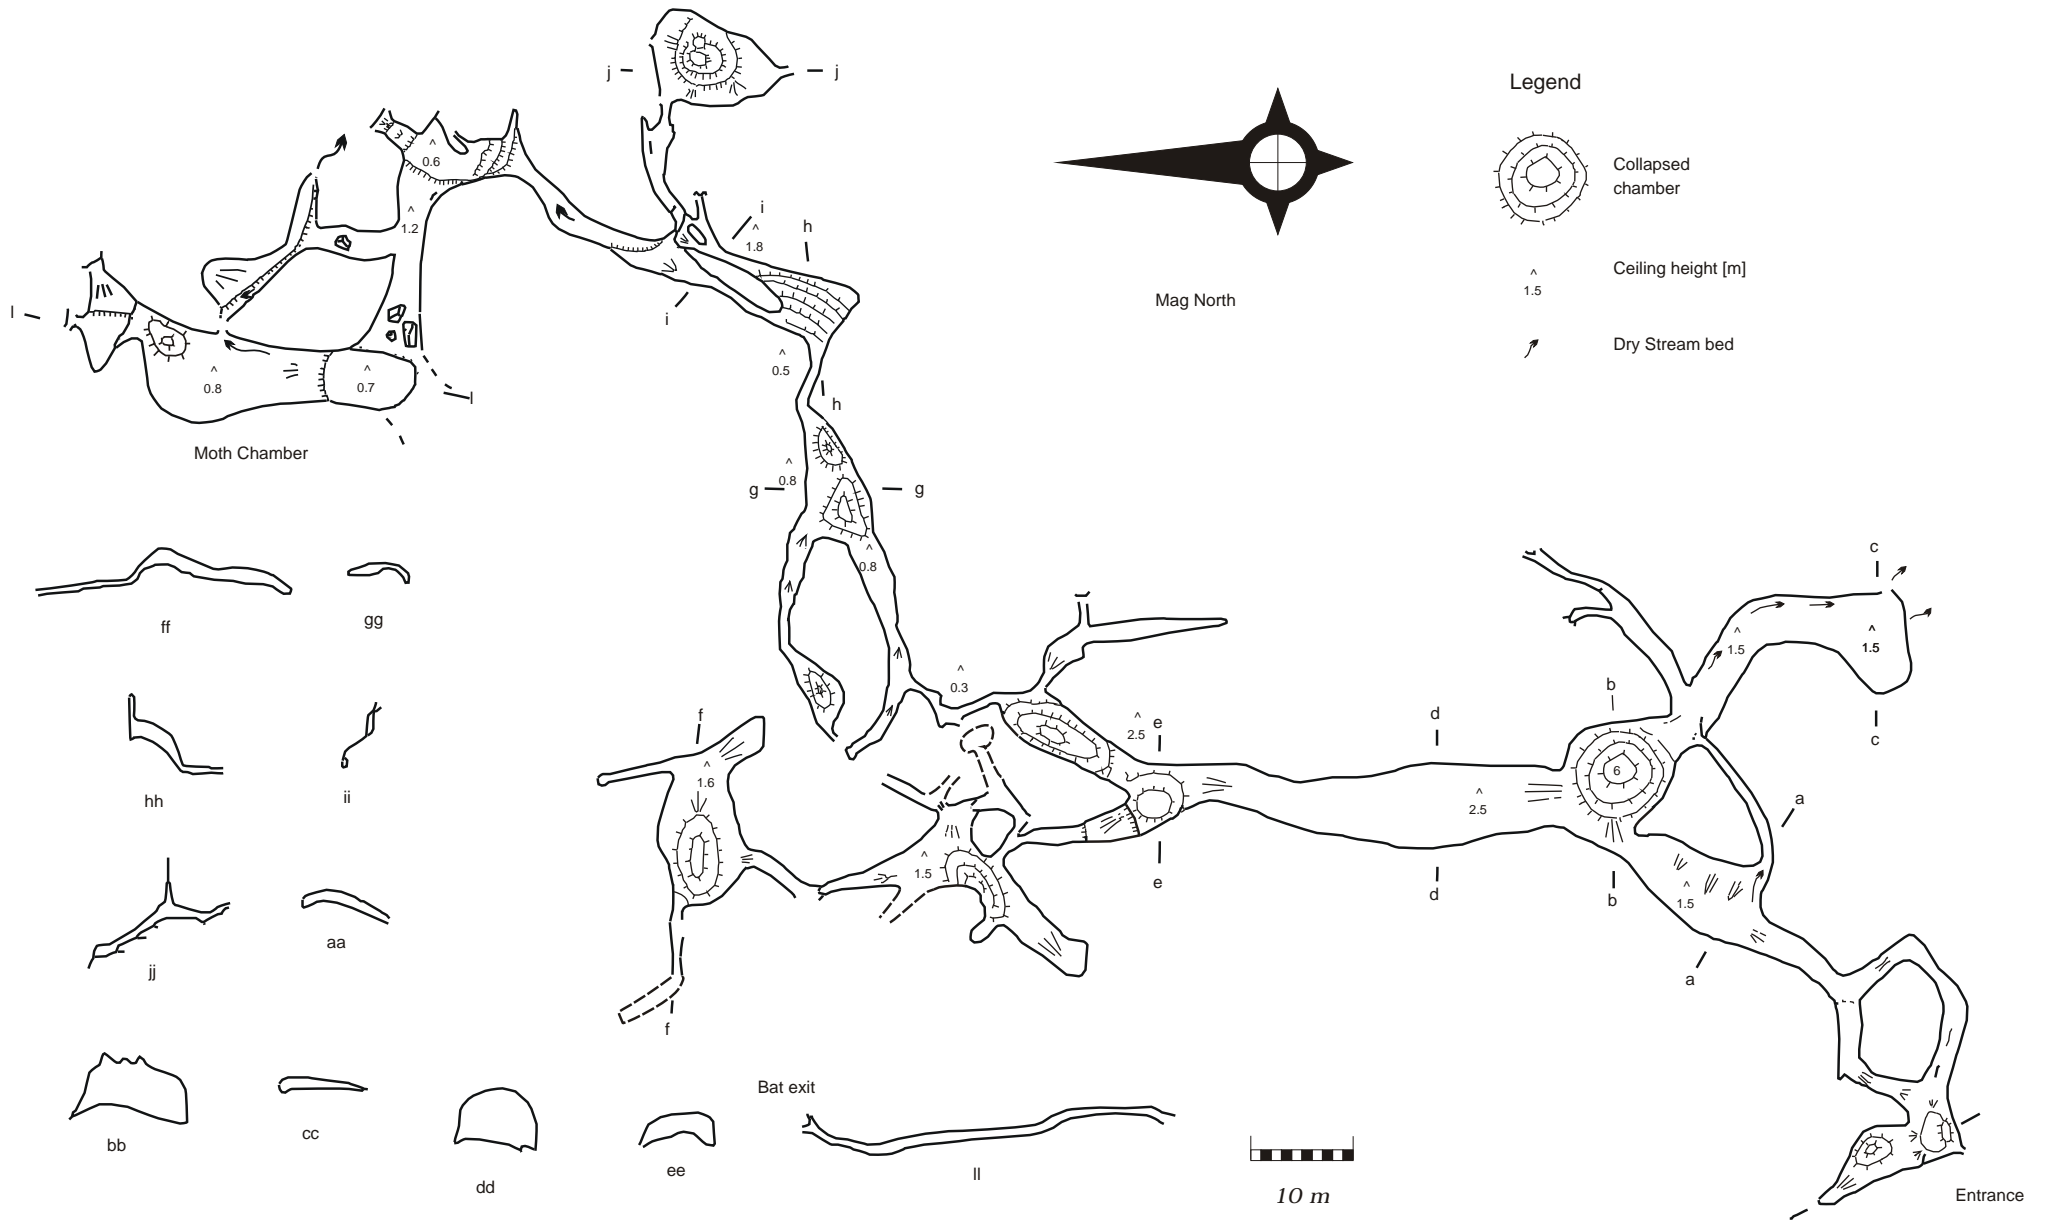 Legend
Collapsed
chamber
^
1.5
Ceiling height [m]
Dry Stream bed
Mag North
j
j
^
0.6
^
1.2
i
^
1.8
h
i
l
l
^
0.8
^
0.7
^
0.5
h
Moth Chamber
^
0.8
g
g
^
0.8
ff
gg
^
0.3
c
^
1.5
^
1.5
c
b
d
^
2.5
e
f
^
1.6
hh
ii
6
^
2.5
a
^
1.5
e
d
b
^
1.5
a
jj
aa
f
bb
cc
dd
ee
Bat exit
ll
10 m
Entrance